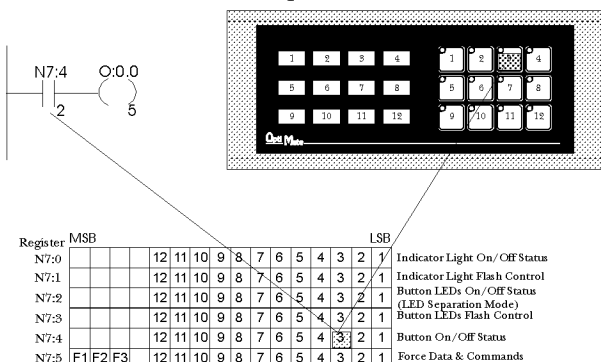 N7:4 O:0.0
2 5
1 2 3 4
5 6 7 8
9 10 11 12
1 2 3 4
5 6 7 8
9 10 11 12
Opti Mate
Register MSB LSB
N7:0 12 11 10 9 8 7 6 5 4 3 2 1 Indicator Light On/Off Status
N7:1 12 11 10 9 8 7 6 5 4 3 2 1 Indicator Light Flash Control
N7:2 12 11 10 9 8 7 6 5 4 3 2 1 Button LEDs On/Off Status
(LED Separation Mode)
N7:3 12 11 10 9 8 7 6 5 4 3 2 1 Button LEDs Flash Control
N7:4 12 11 10 9 8 7 6 5 4 3 2 1 Button On/Off Status
N7:5 F1 F2 F3 12 11 10 9 8 7 6 5 4 3 2 1 Force Data & Commands